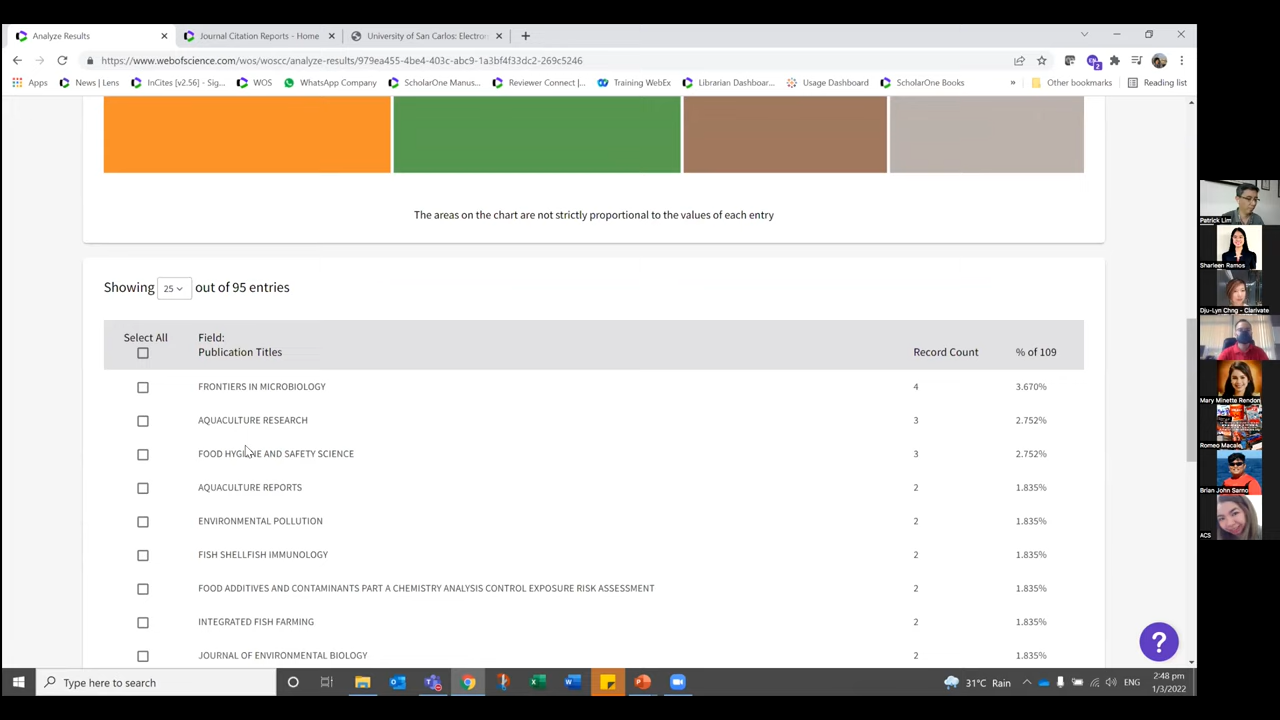 Analyze Results
Journal Citation Reports - Home
University of San Carlos: Electron
https://www.webofscience.com/wos/woscc/analyze-results/979ea455-4be4-403c-abc9-1a3bf4f33dc2-269c5246
Apps
News | Lens
InCites [v2.56] - Sig...
WOS
WhatsApp Company
ScholarOne Manus...
Reviewer Connect |...
Training WebEx
Librarian Dashboar...
Usage Dashboard
ScholarOne Books
»
Other bookmarks
Reading list
The areas on the chart are not strictly proportional to the values of each entry
Showing 25 out of 95 entries
Select All
Field:
Publication Titles
Record Count
% of 109
FRONTIERS IN MICROBIOLOGY 4 3.670%
AQUACULTURE RESEARCH 3 2.752%
FOOD HYGIENE AND SAFETY SCIENCE 3 2.752%
AQUACULTURE REPORTS 2 1.835%
ENVIRONMENTAL POLLUTION 2 1.835%
FISH SHELLFISH IMMUNOLOGY 2 1.835%
FOOD ADDITIVES AND CONTAMINANTS PART A CHEMISTRY ANALYSIS CONTROL EXPOSURE RISK ASSESSMENT 2 1.835%
INTEGRATED FISH FARMING 2 1.835%
JOURNAL OF ENVIRONMENTAL BIOLOGY 2 1.835%
?
Type here to search
31°C Rain
ENG
2:48 pm
1/3/2022
Patrick Lim
Sharleen Ramos
Dju-Lyn Chng - Clarivate
Mary Minette Rendon
Romeo Macale
Brian John Sarno
ACS